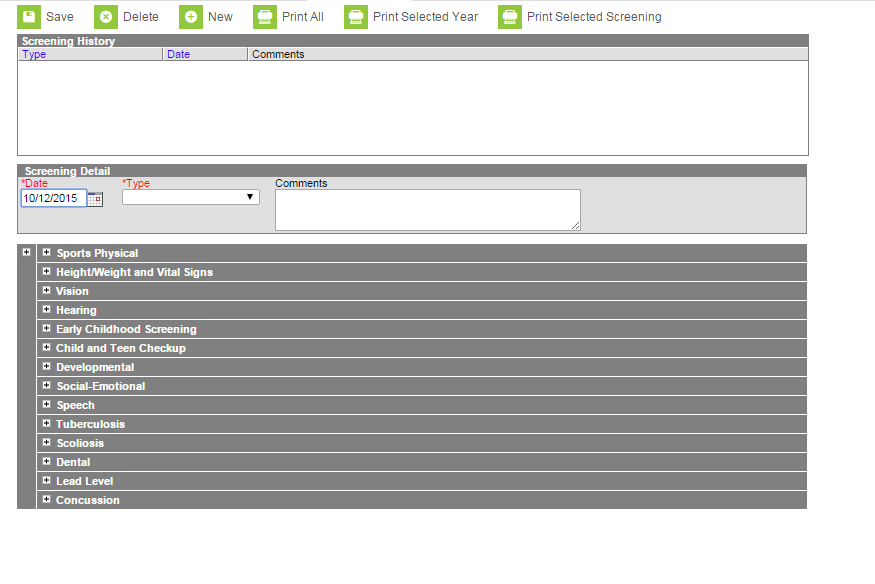 Save Delete New Print All Print Selected Year Print Selected Screening
Screening History
Type Date Comments
Screening Detail
*Date *Type Comments
10/12/2015
Sports Physical
Height/Weight and Vital Signs
Vision
Hearing
Early Childhood Screening
Child and Teen Checkup
Developmental
Social-Emotional
Speech
Tuberculosis
Scoliosis
Dental
Lead Level
Concussion